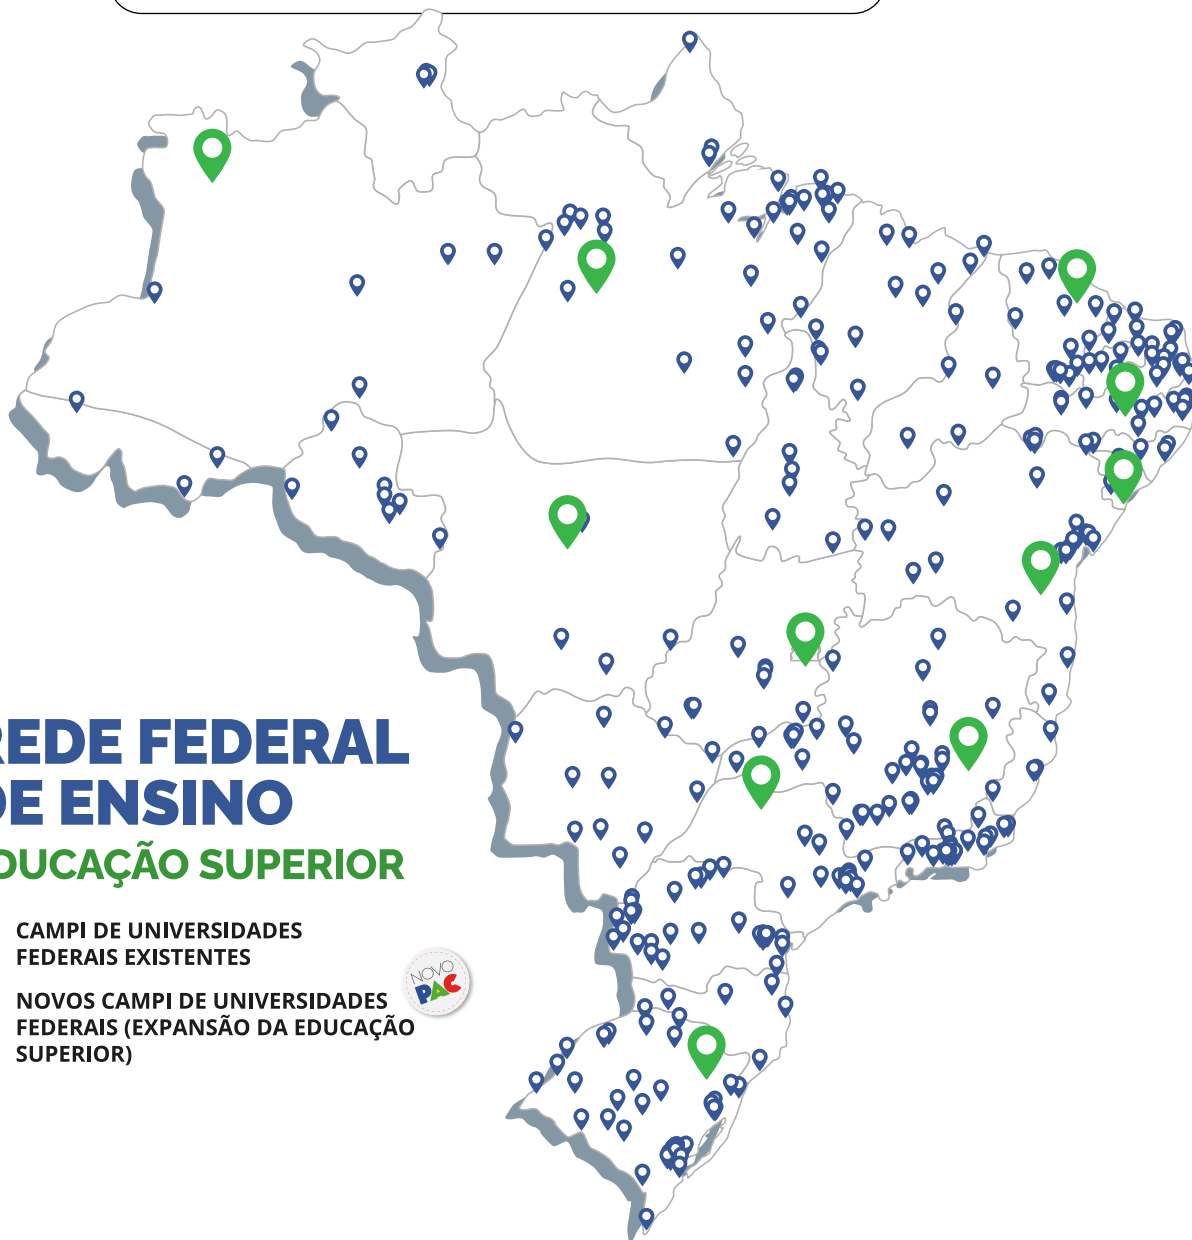 REDE FEDERAL
DE ENSINO
EDUCAÇÃO SUPERIOR
CAMPI DE UNIVERSIDADES
FEDERAIS EXISTENTES
NOVOS CAMPI DE UNIVERSIDADES
FEDERAIS (EXPANSÃO DA EDUCAÇÃO
SUPERIOR)
NOVO
PAC